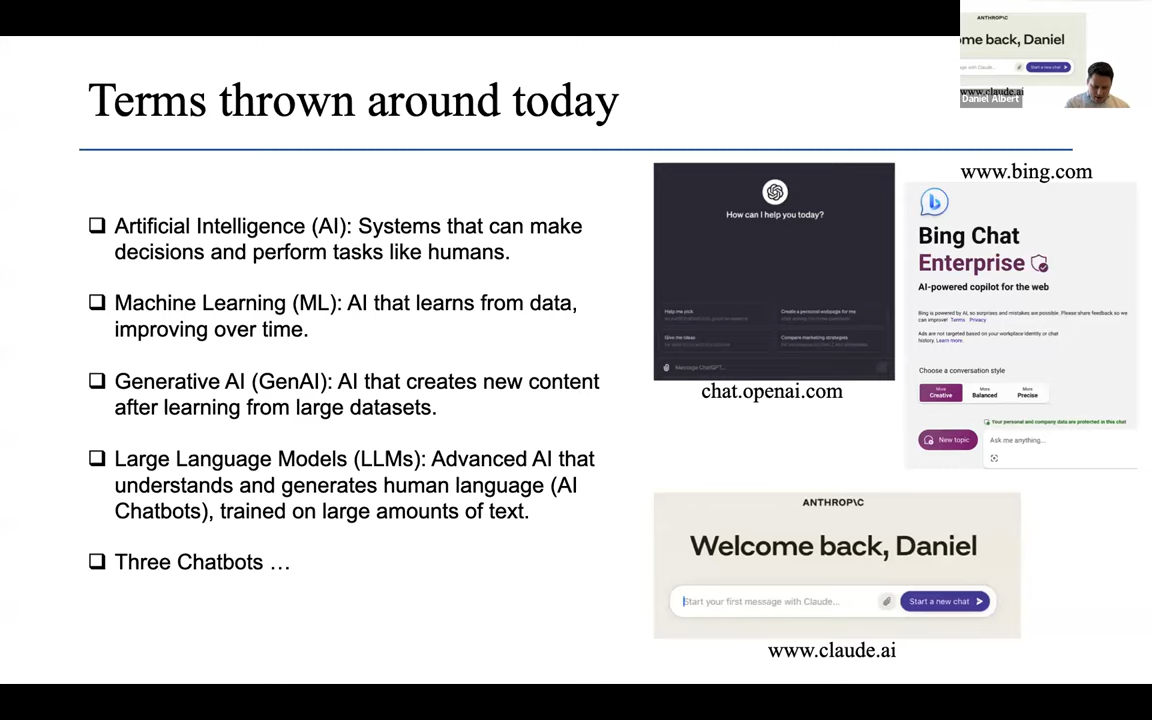 Terms thrown around today
Artificial Intelligence (AI): Systems that can make
decisions and perform tasks like humans.
Machine Learning (ML): AI that learns from data,
improving over time.
Generative AI (GenAI): AI that creates new content
after learning from large datasets.
Large Language Models (LLMs): Advanced AI that
understands and generates human language (AI
Chatbots), trained on large amounts of text.
Three Chatbots …
How can I help you today?
Help me pick
Create a personal webpage for me
Give me ideas
Compare marketing strategies
Message ChatGPT...
chat.openai.com
www.bing.com
Bing Chat
Enterprise
AI-powered copilot for the web
Bing is powered by AI, so surprises and mistakes are possible. Please share feedback so we
can improve Terms Privacy
Ads are not targeted based on your workplace identity or chat
history. Learn more.
Choose a conversation style
More
Creative
More
Balanced
More
Precise
Your personal and company data are protected in this chat
New topic
Ask me anything...
ANTHROP\C
Welcome back, Daniel
Start your first message with Claude...
Start a new chat
www.claude.ai
ANTHROP\C
me back, Daniel
sage with Claude...
Start a new chat
www.claude.ai
Daniel Albert